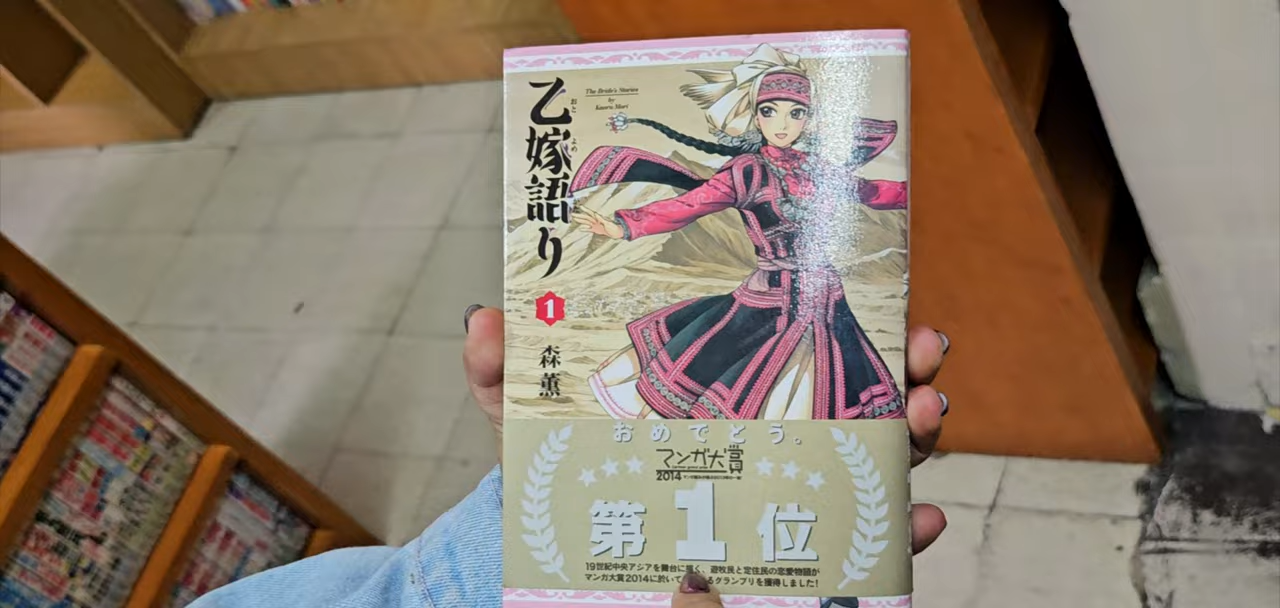 乙嫁語り
おとよめ
The Bride's Stories
by
Kaoru Mori
1
森薫
おめでとう。
マンガ大賞
2014
第1位
19世紀中央アジアを舞台に描く、遊牧民と定住民の恋愛物語が
マンガ大賞2014に於いて るグランプリを獲得しました!